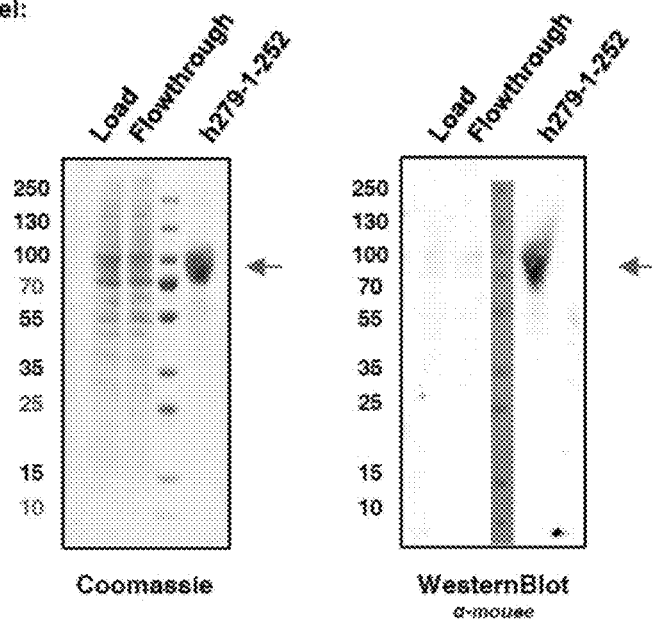 el:
Load
Flowthrough
h279-1-252
Load
Flowthrough
h279-1-252
250
130
100
70
55
35
25
15
10
250
130
100
70
55
35
25
15
10
Coomassie
WesternBlot
α-mouse